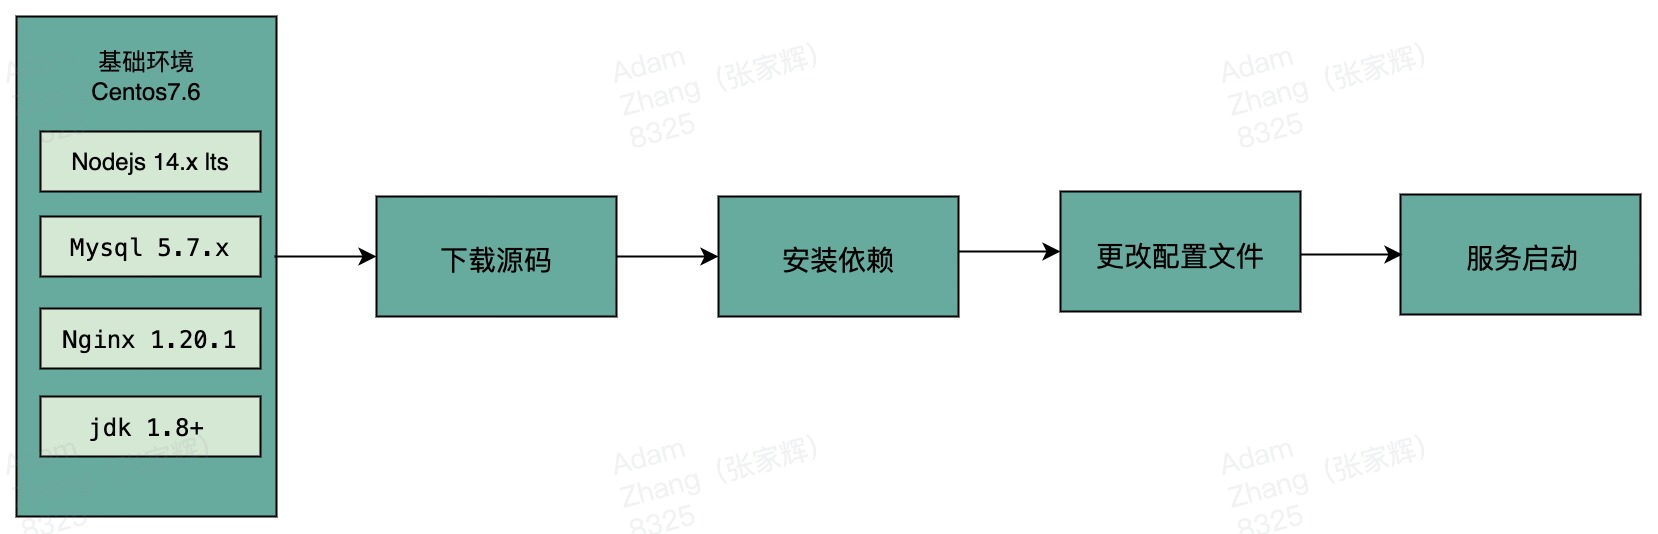 基础环境
Centos7.6
Nodejs 14.x lts
Mysql 5.7.x
Nginx 1.20.1
jdk 1.8+
下载源码
安装依赖
更改配置文件
服务启动
Adam
Zhang（张家辉）
8325
Adam
Zhang（张家辉）
8325
Adam
Zhang（张家辉）
8325
Adam
Zhang（张家辉）
8325